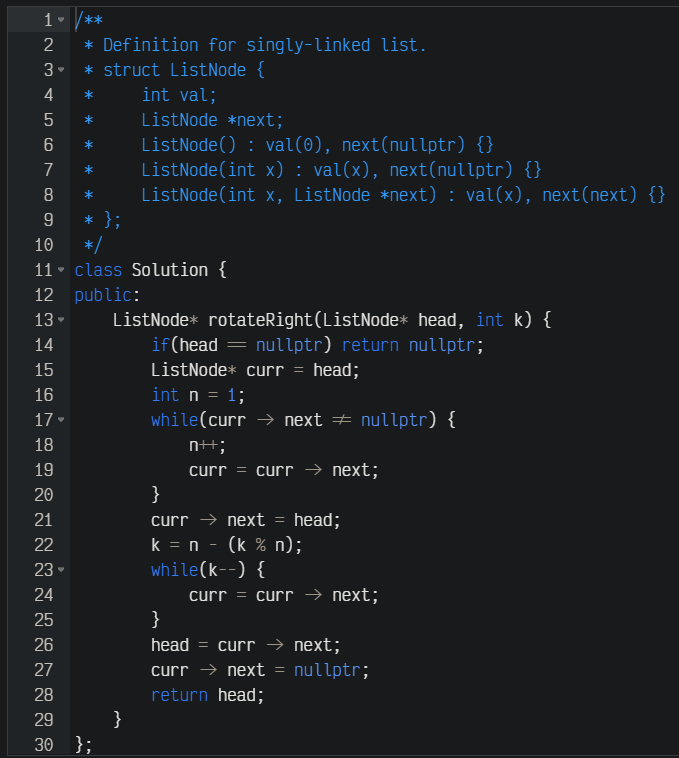 1 /**
2 * Definition for singly-linked list.
3 * struct ListNode {
4 * int val;
5 * ListNode *next;
6 * ListNode() : val(0), next(nullptr) {}
7 * ListNode(int x) : val(x), next(nullptr) {}
8 * ListNode(int x, ListNode *next) : val(x), next(next) {}
9 * };
10 */
11 class Solution {
12 public:
13 ListNode* rotateRight(ListNode* head, int k) {
14 if(head == nullptr) return nullptr;
15 ListNode* curr = head;
16 int n = 1;
17 while(curr -> next != nullptr) {
18 n++;
19 curr = curr -> next;
20 }
21 curr -> next = head;
22 k = n - (k % n);
23 while(k--) {
24 curr = curr -> next;
25 }
26 head = curr -> next;
27 curr -> next = nullptr;
28 return head;
29 }
30 };